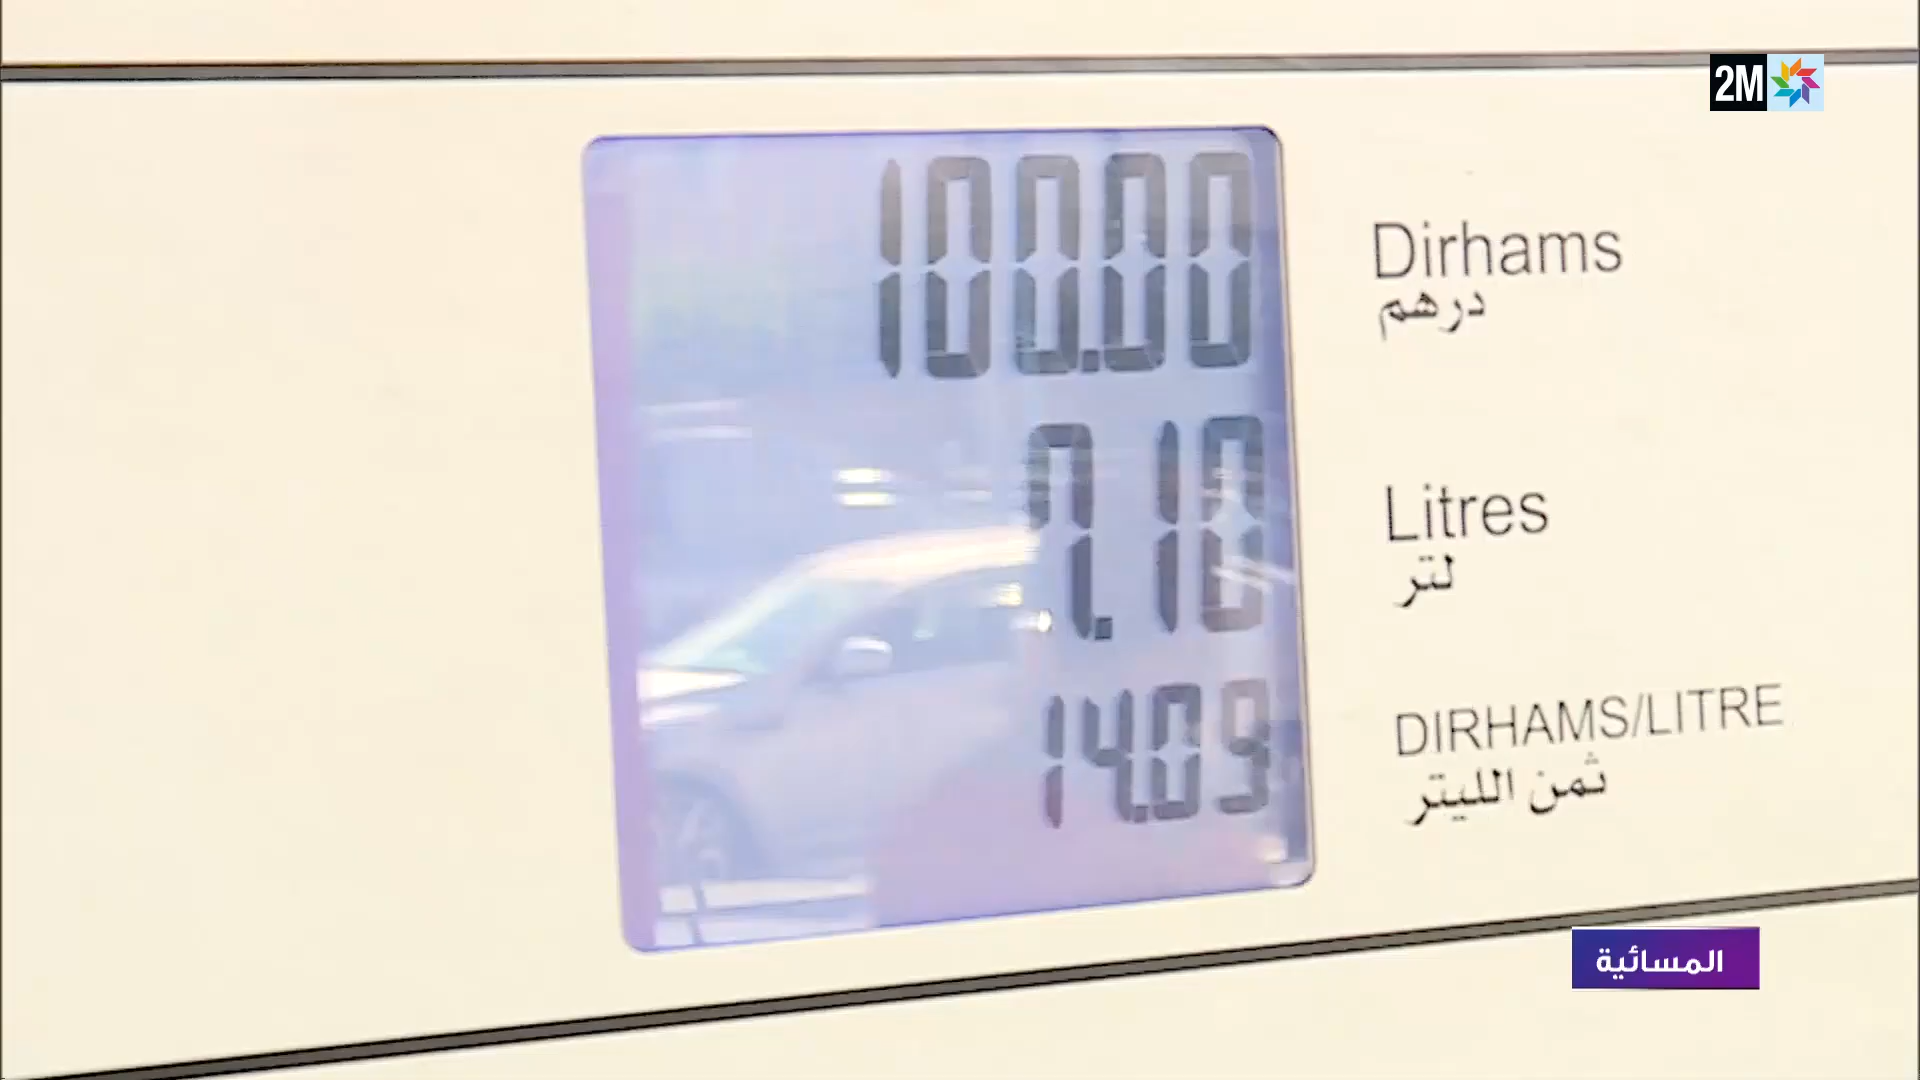 2M
100.00
Dirhams
درهم
7.10
Litres
لتر
14.09
DIRHAMS/LITRE
ثمن الليتر
المسائية